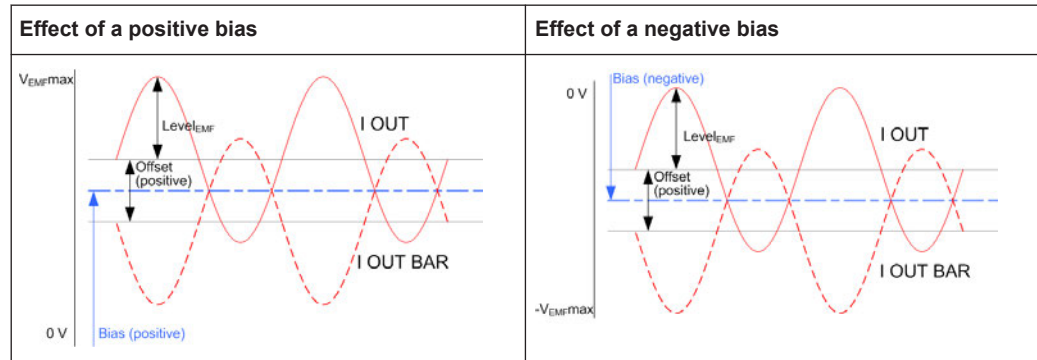 Effect of a positive bias
Effect of a negative bias
VEMFmax
LevelEMF
I OUT
Offset
(positive)
I OUT BAR
0 V
Bias (positive)
0 V
Bias (negative)
LevelEMF
I OUT
Offset
(positive)
I OUT BAR
-VEMFmax